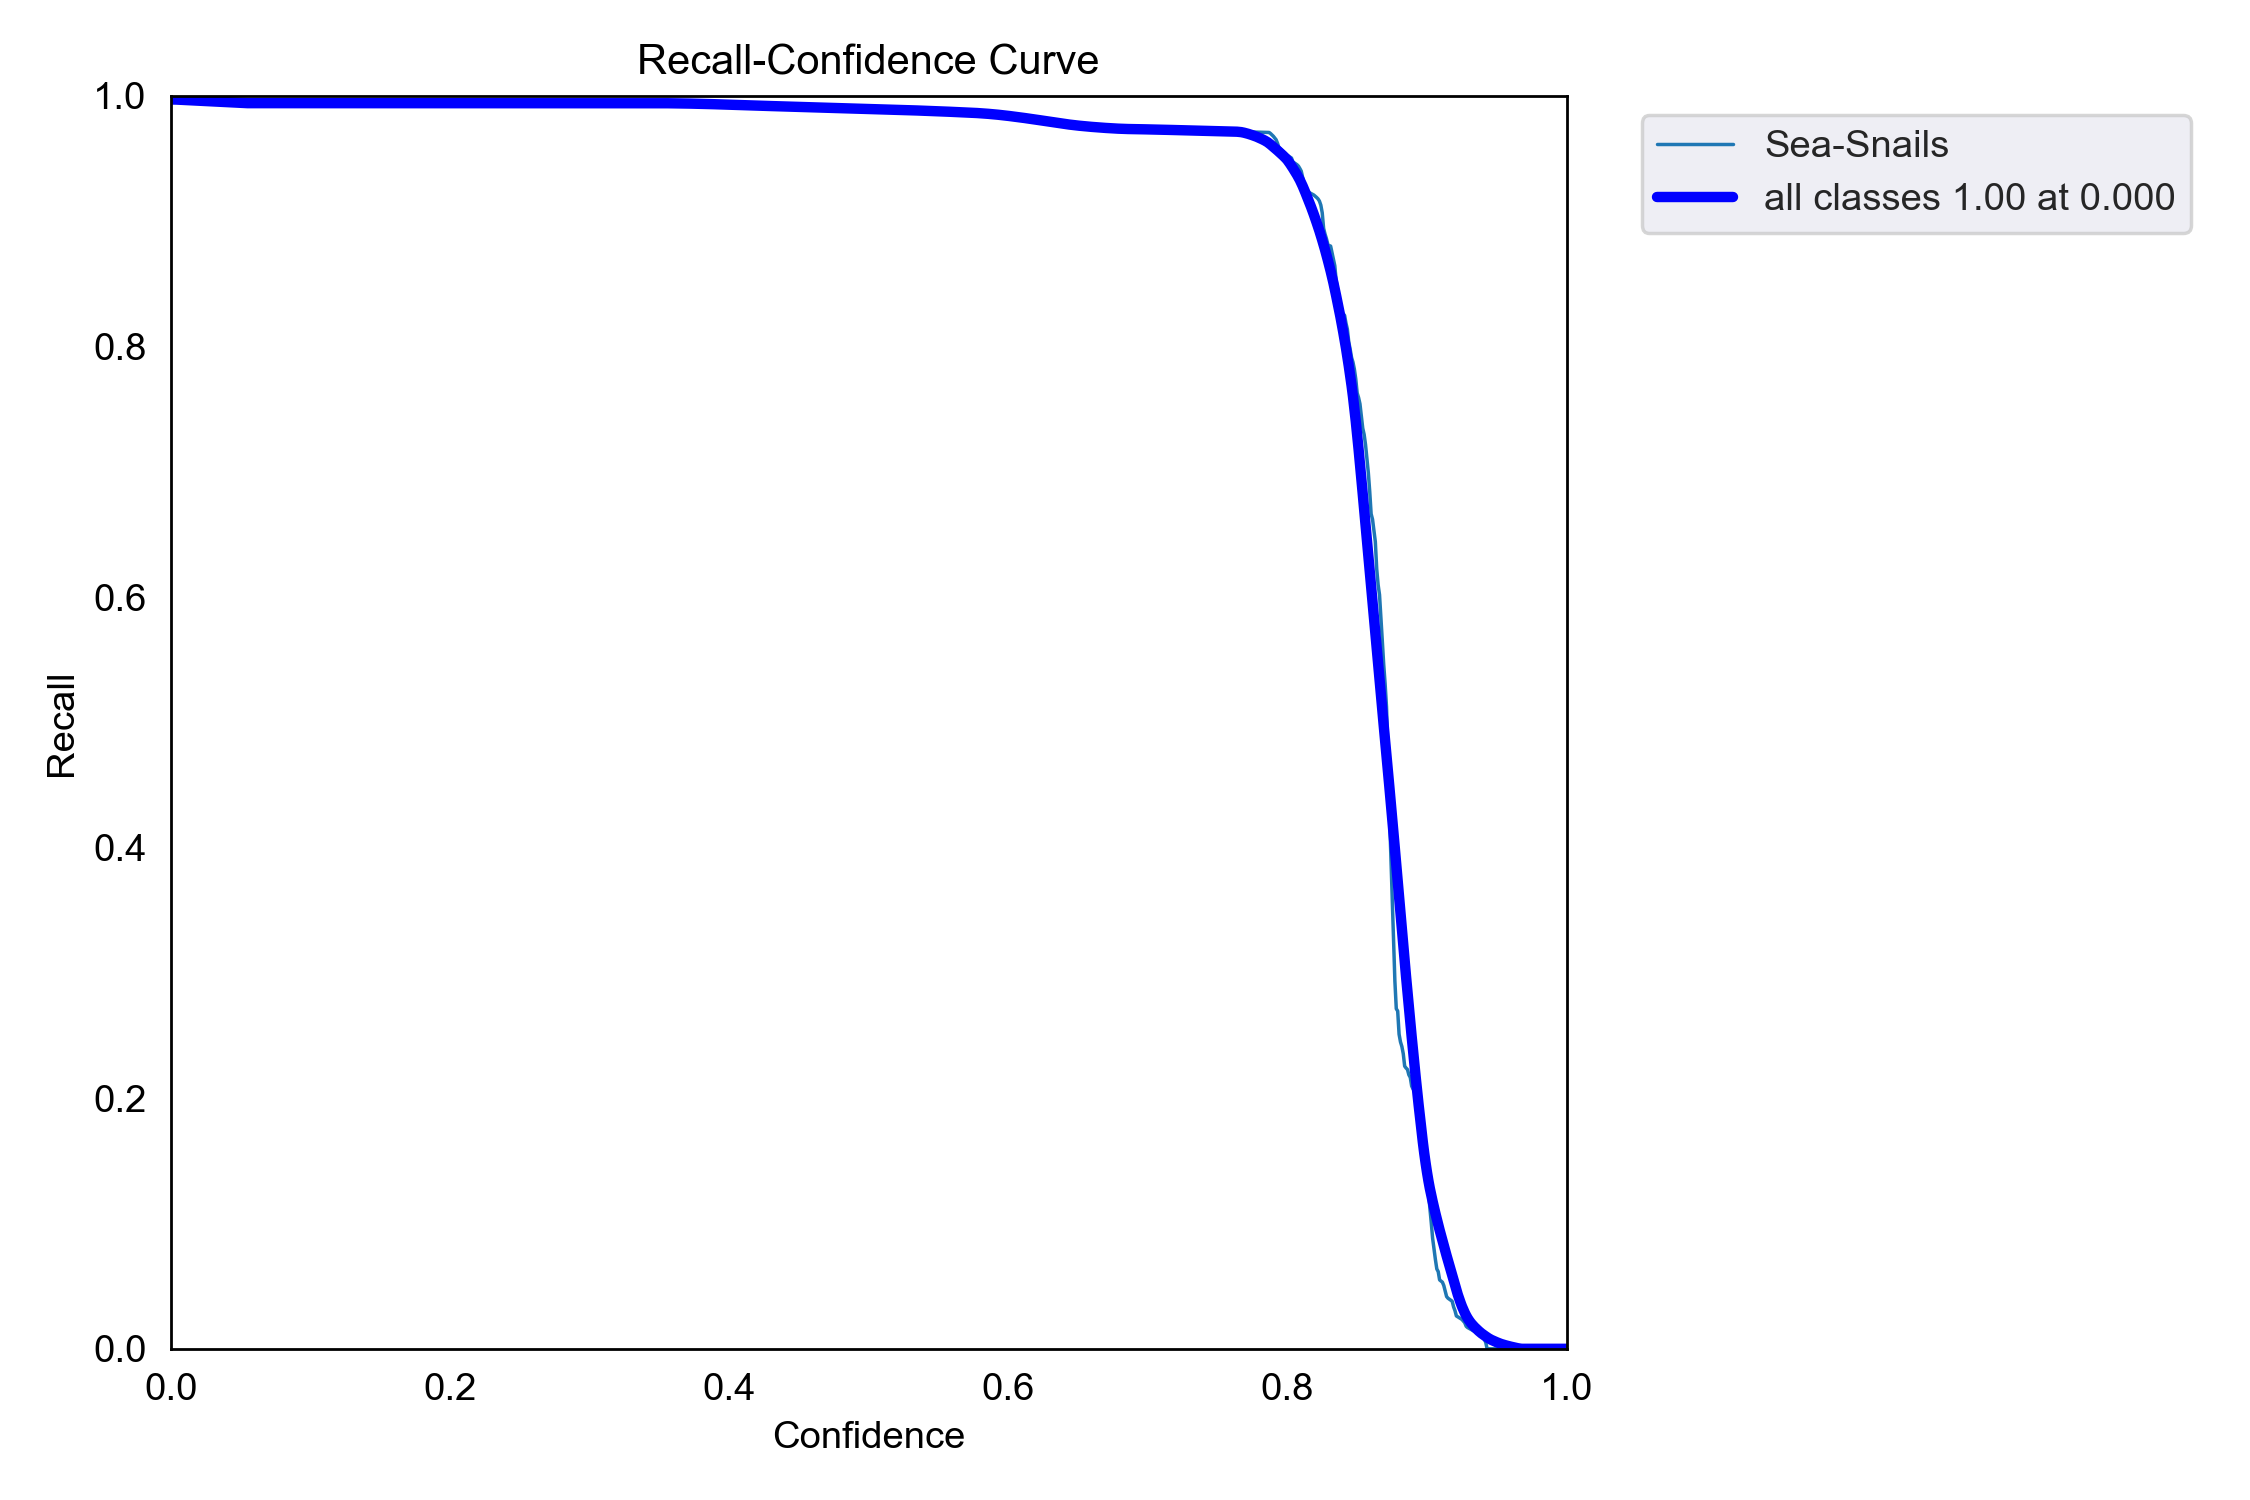 Recall-Confidence Curve
1.0
0.8
0.6
0.4
0.2
0.0
Recall
0.0 0.2 0.4 0.6 0.8 1.0
Confidence
Sea-Snails
all classes 1.00 at 0.000